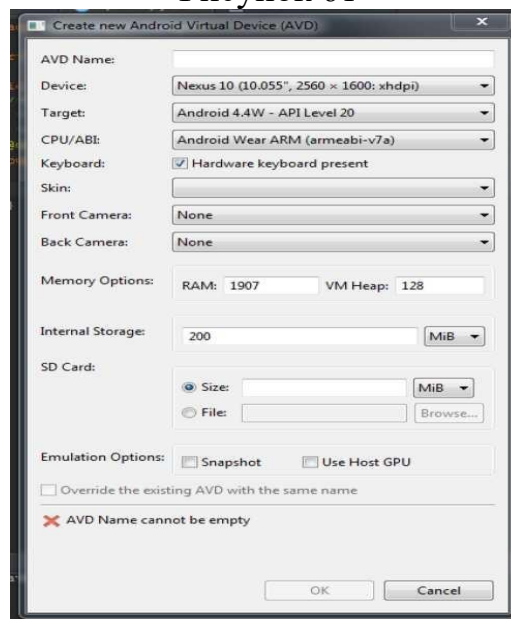 Create new Android Virtual Device (AVD)
AVD Name:
Device: Nexus 10 (10.055", 2560 × 1600: xhdpi)
Target: Android 4.4W - API Level 20
CPU/ABI: Android Wear ARM (armeabi-v7a)
Keyboard: Hardware keyboard present
Skin:
Front Camera: None
Back Camera: None
Memory Options: RAM: 1907 VM Heap: 128
Internal Storage: 200 MiB
SD Card:
Size: MiB
File: Browse...
Emulation Options: Snapshot Use Host GPU
Override the existing AVD with the same name
AVD Name cannot be empty
OK Cancel